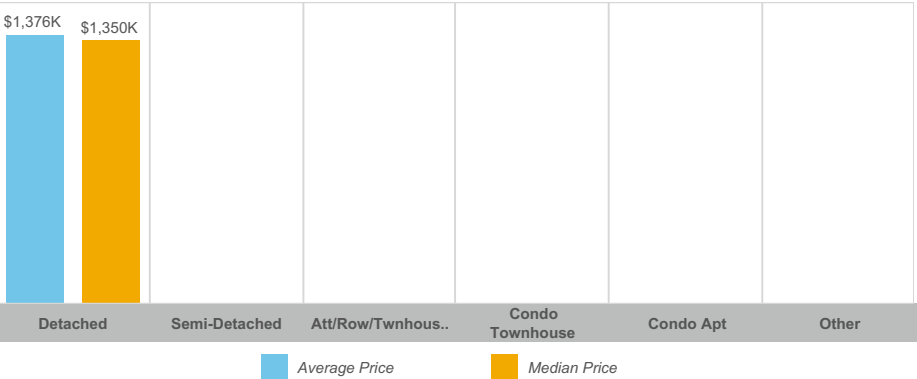 $1,376K
$1,350K
Detached
Semi-Detached
Att/Row/Twnhous..
Condo
Townhouse
Condo Apt
Other
Average Price
Median Price